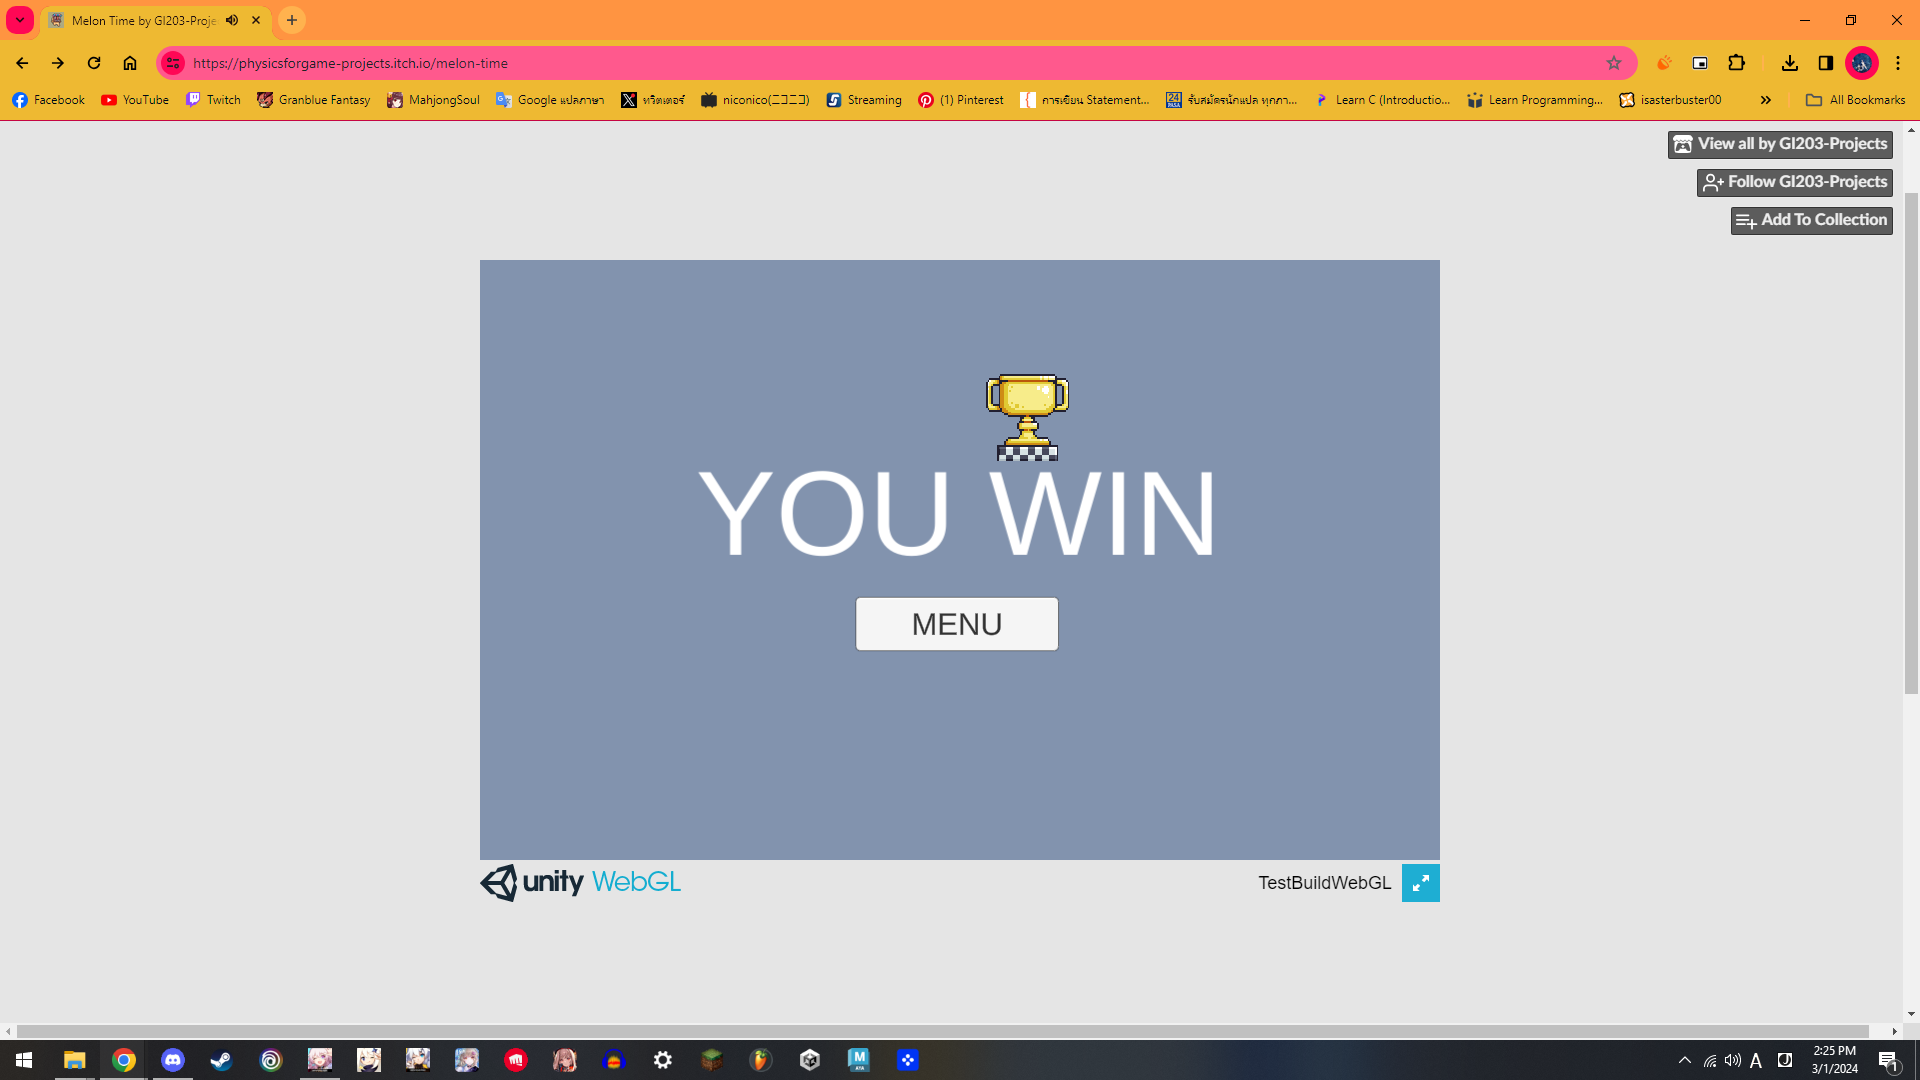 Melon Time by GI203-Proje
https://physicsforgame-projects.itch.io/melon-time
Facebook YouTube Twitch Granblue Fantasy MahjongSoul Google แปลภาษา ทวิตเตอร์ niconico(ニコニコ) Streaming (1) Pinterest การเขียน Statement... รับสมัครนักแปล ทุกภา... Learn C (Introductio... Learn Programming... isasterbuster00 All Bookmarks
View all by GI203-Projects
Follow GI203-Projects
Add To Collection
YOU WIN
MENU
unity WebGL
TestBuildWebGL
2:25 PM
3/1/2024